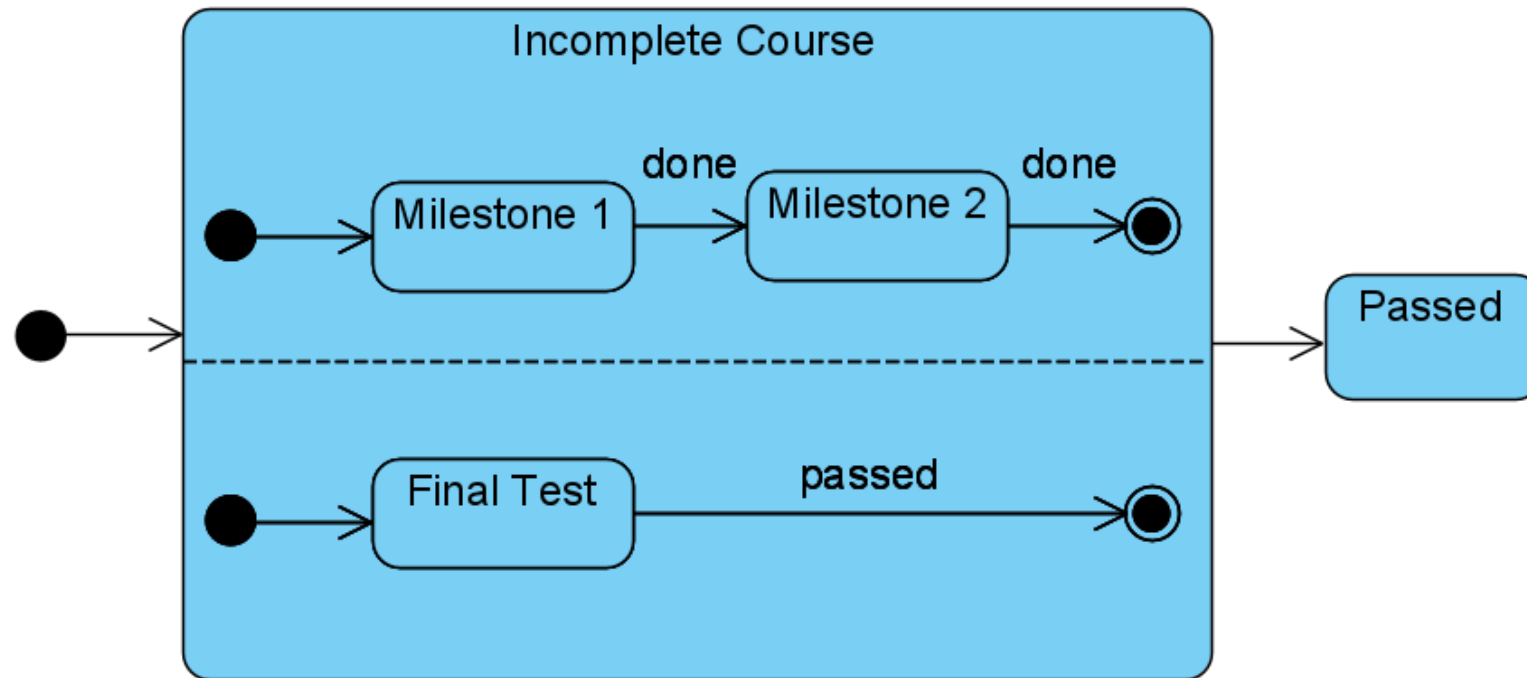 Incomplete Course
done
done
Milestone 1
Milestone 2
Passed
Final Test
passed